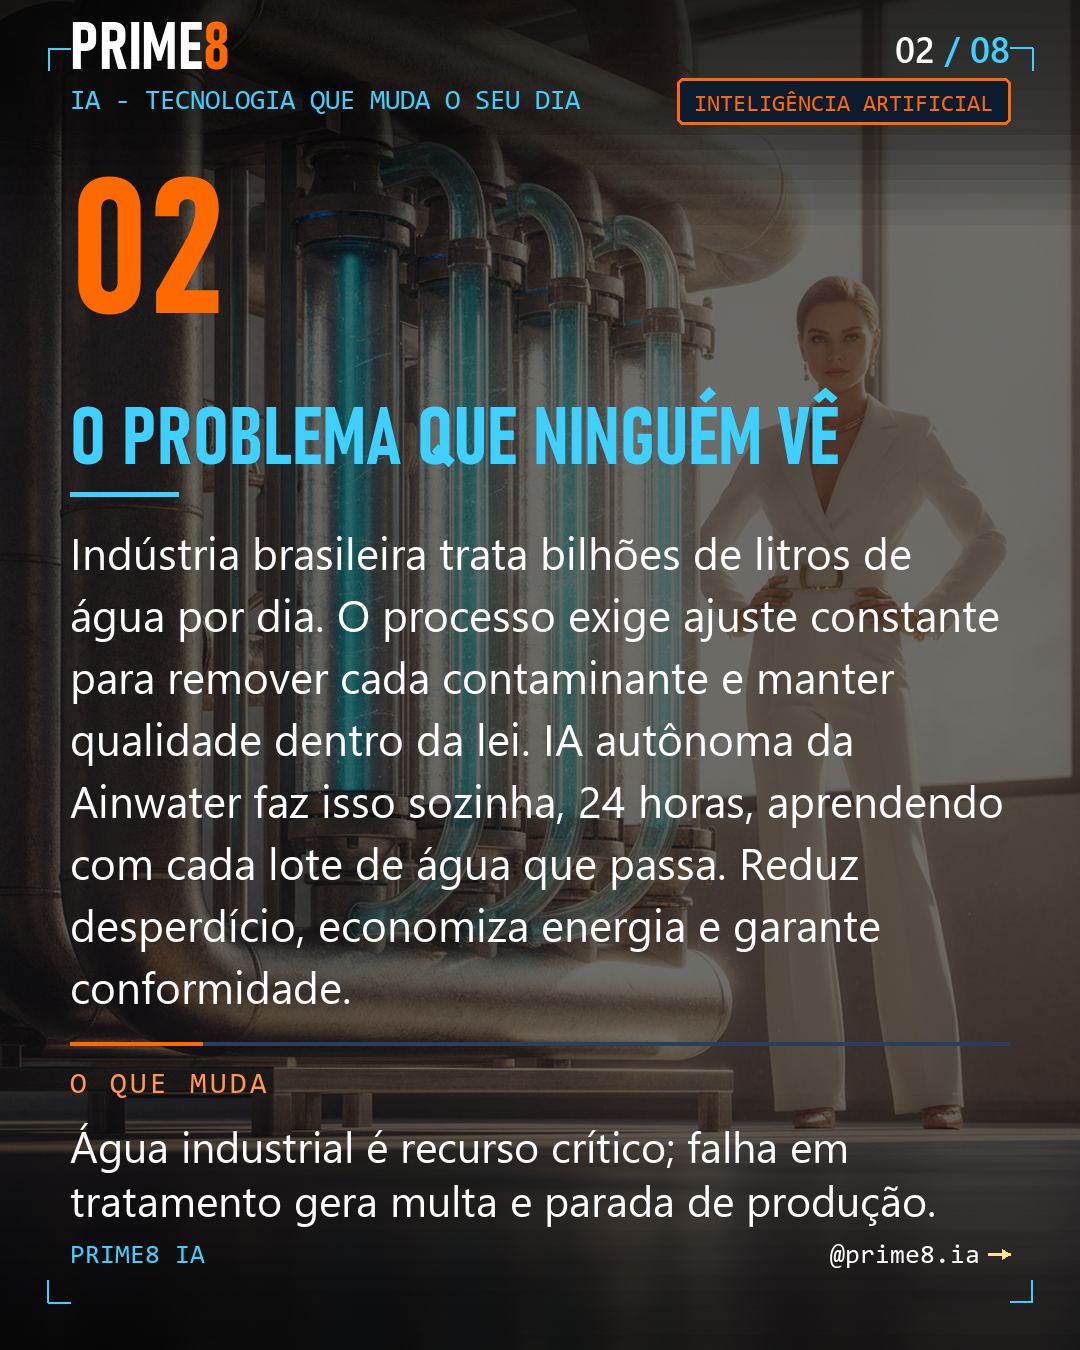 PRIME8
02 / 08
IA - TECNOLOGIA QUE MUDA O SEU DIA
INTELIGÊNCIA ARTIFICIAL
02
O PROBLEMA QUE NINGUÉM VÊ
Indústria brasileira trata bilhões de litros de
água por dia. O processo exige ajuste constante
para remover cada contaminante e manter
qualidade dentro da lei. IA autônoma da
Ainwater faz isso sozinha, 24 horas, aprendendo
com cada lote de água que passa. Reduz
desperdício, economiza energia e garante
conformidade.
O QUE MUDA
Água industrial é recurso crítico; falha em
tratamento gera multa e parada de produção.
PRIME8 IA
@prime8.ia